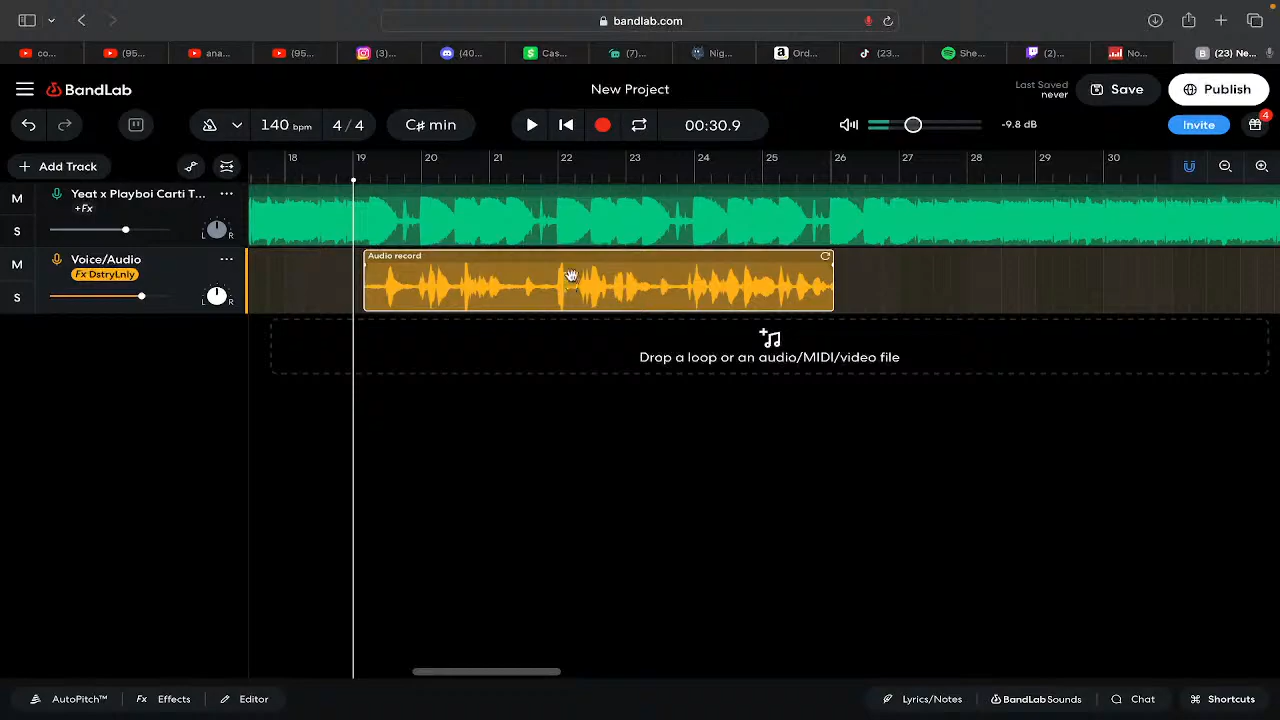 bandlab.com
co... (95... ana... (95... (3)... (40... Cas... (7)... Nig... Ord... (23... She... (2)... No... (23) Ne...
BandLab
New Project
Last Saved
never
Save
Publish
140 bpm
4 / 4
C♯ min
00:30.9
-9.8 dB
Invite
4
Add Track
18 19 20 21 22 23 24 25 26 27 28 29 30
M
Yeat x Playboi Carti T...
+Fx
S
L R
M
Voice/Audio
Fx DstryLnly
S
L R
Audio record
Drop a loop or an audio/MIDI/video file
AutoPitch™
Fx Effects
Editor
Lyrics/Notes
BandLab Sounds
Chat
Shortcuts